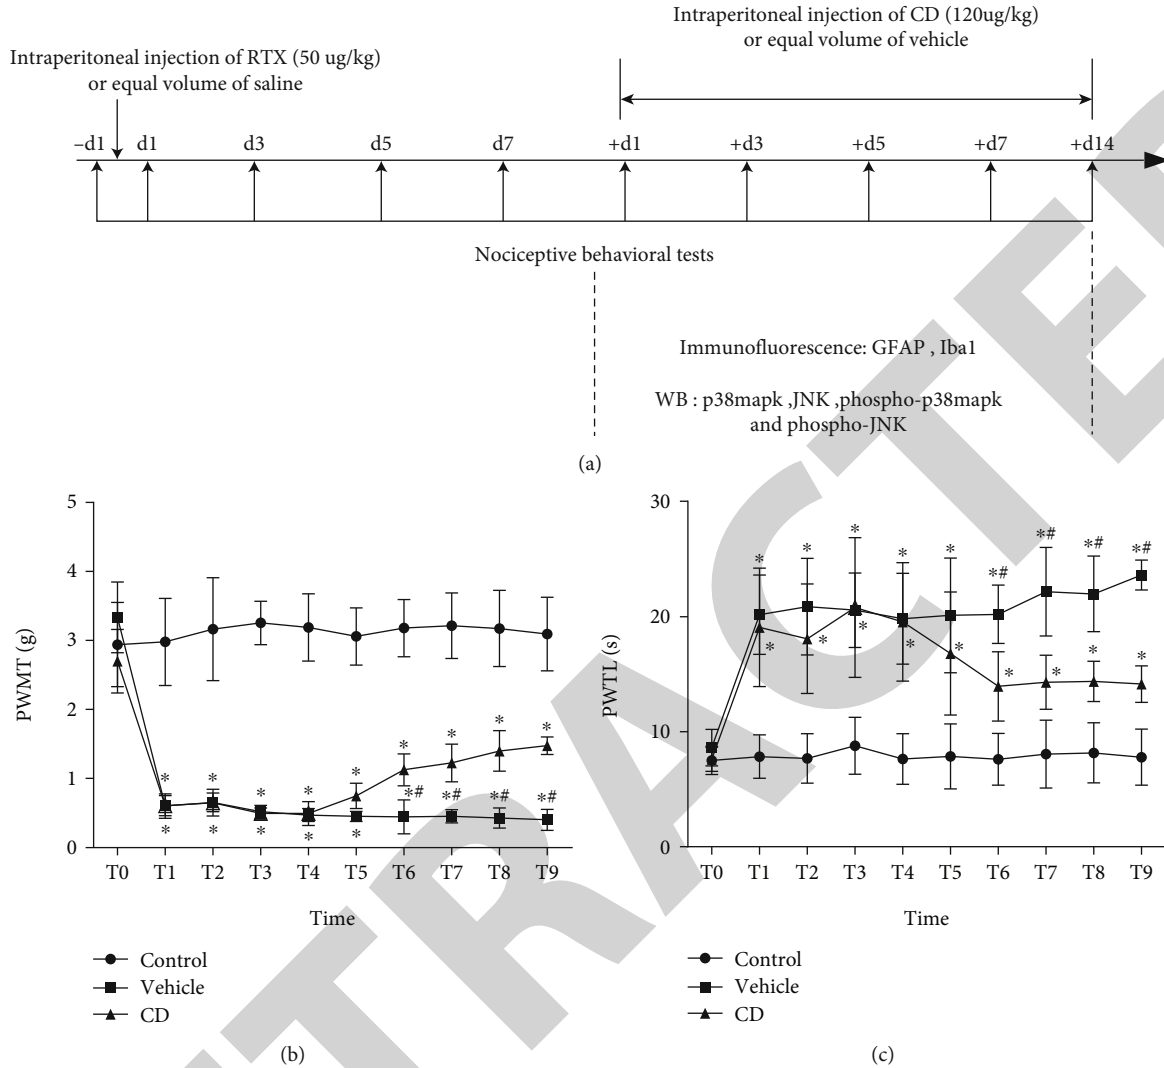 Intraperitoneal injection of CD (120ug/kg)
or equal volume of vehicle
Intraperitoneal injection of RTX (50 ug/kg)
or equal volume of saline
–d1 d1 d3 d5 d7 +d1 +d3 +d5 +d7 +d14
Nociceptive behavioral tests
Immunofluorescence: GFAP , Iba1
WB : p38mapk ,JNK ,phospho-p38mapk
and phospho-JNK
(a)
PWMT (g)
5
4
3
2
1
0
* * * * * * * * *
*# *# *# *#
* * * * *
T0 T1 T2 T3 T4 T5 T6 T7 T8 T9
Time
Control
Vehicle
CD
(b)
PWTL (s)
30
20
10
0
* * * * * *# *# *# *#
* * * * * * * * *
T0 T1 T2 T3 T4 T5 T6 T7 T8 T9
Time
Control
Vehicle
CD
(c)